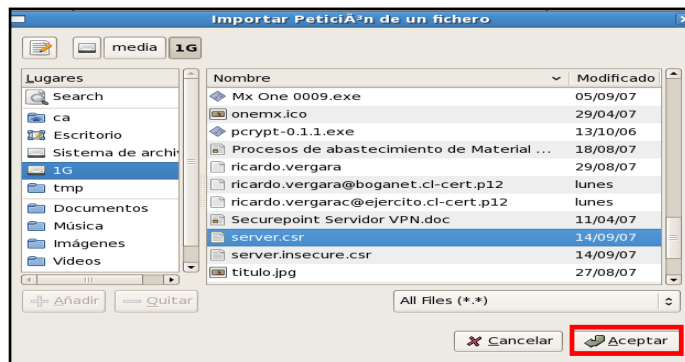 Importar PeticiÃ³n de un fichero
media 1G
Lugares
Search
ca
Escritorio
Sistema de archi
1G
tmp
Documentos
Música
Imágenes
Videos
Nombre Modificado
Mx One 0009.exe 05/09/07
onemx.ico 29/04/07
pcrypt-0.1.1.exe 13/10/06
Procesos de abastecimiento de Material ... 18/08/07
ricardo.vergara 29/08/07
ricardo.vergara@boganet.cl-cert.p12 lunes
ricardo.vergarac@ejercito.cl-cert.p12 lunes
Securepoint Servidor VPN.doc 11/04/07
server.csr 14/09/07
server.insecure.csr 14/09/07
titulo.jpg 27/08/07
Añadir Quitar All Files (*.*)
Cancelar Aceptar